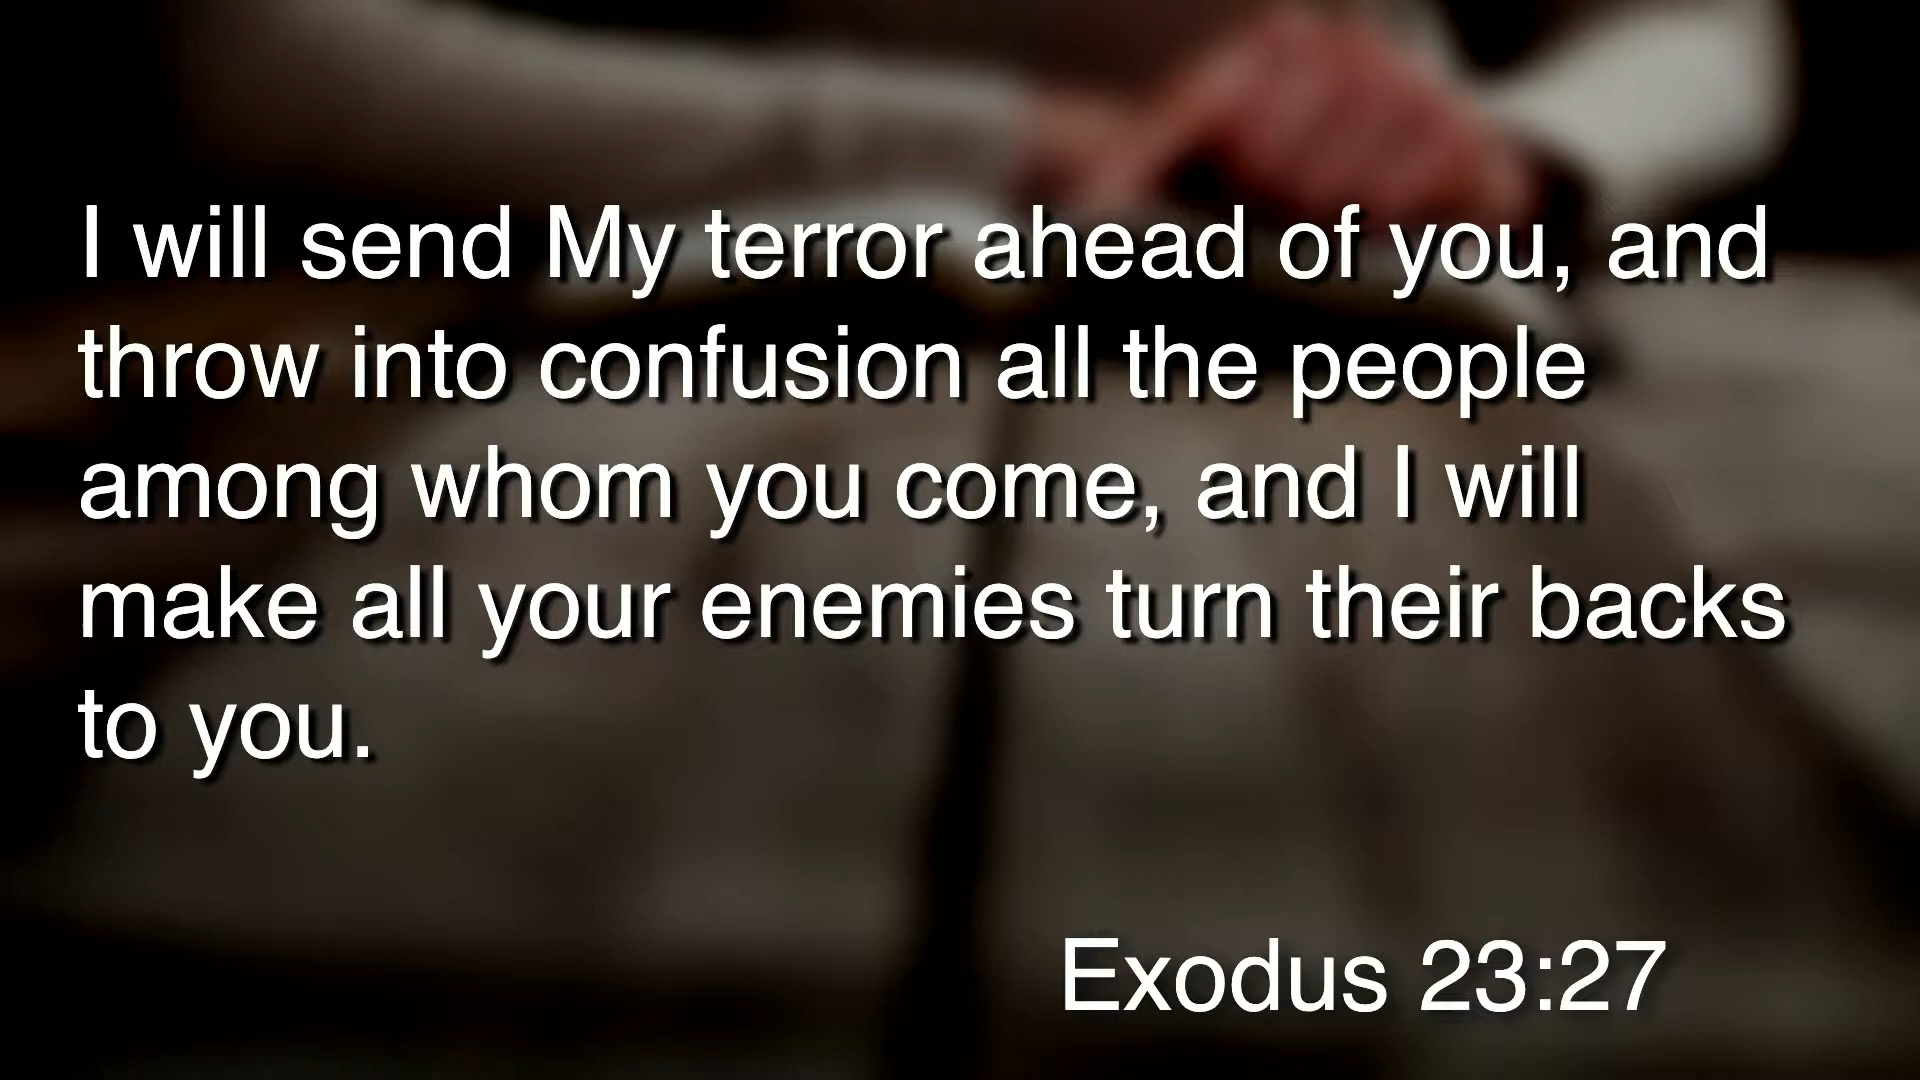 I will send My terror ahead of you, and
throw into confusion all the people
among whom you come, and I will
make all your enemies turn their backs
to you.
Exodus 23:27